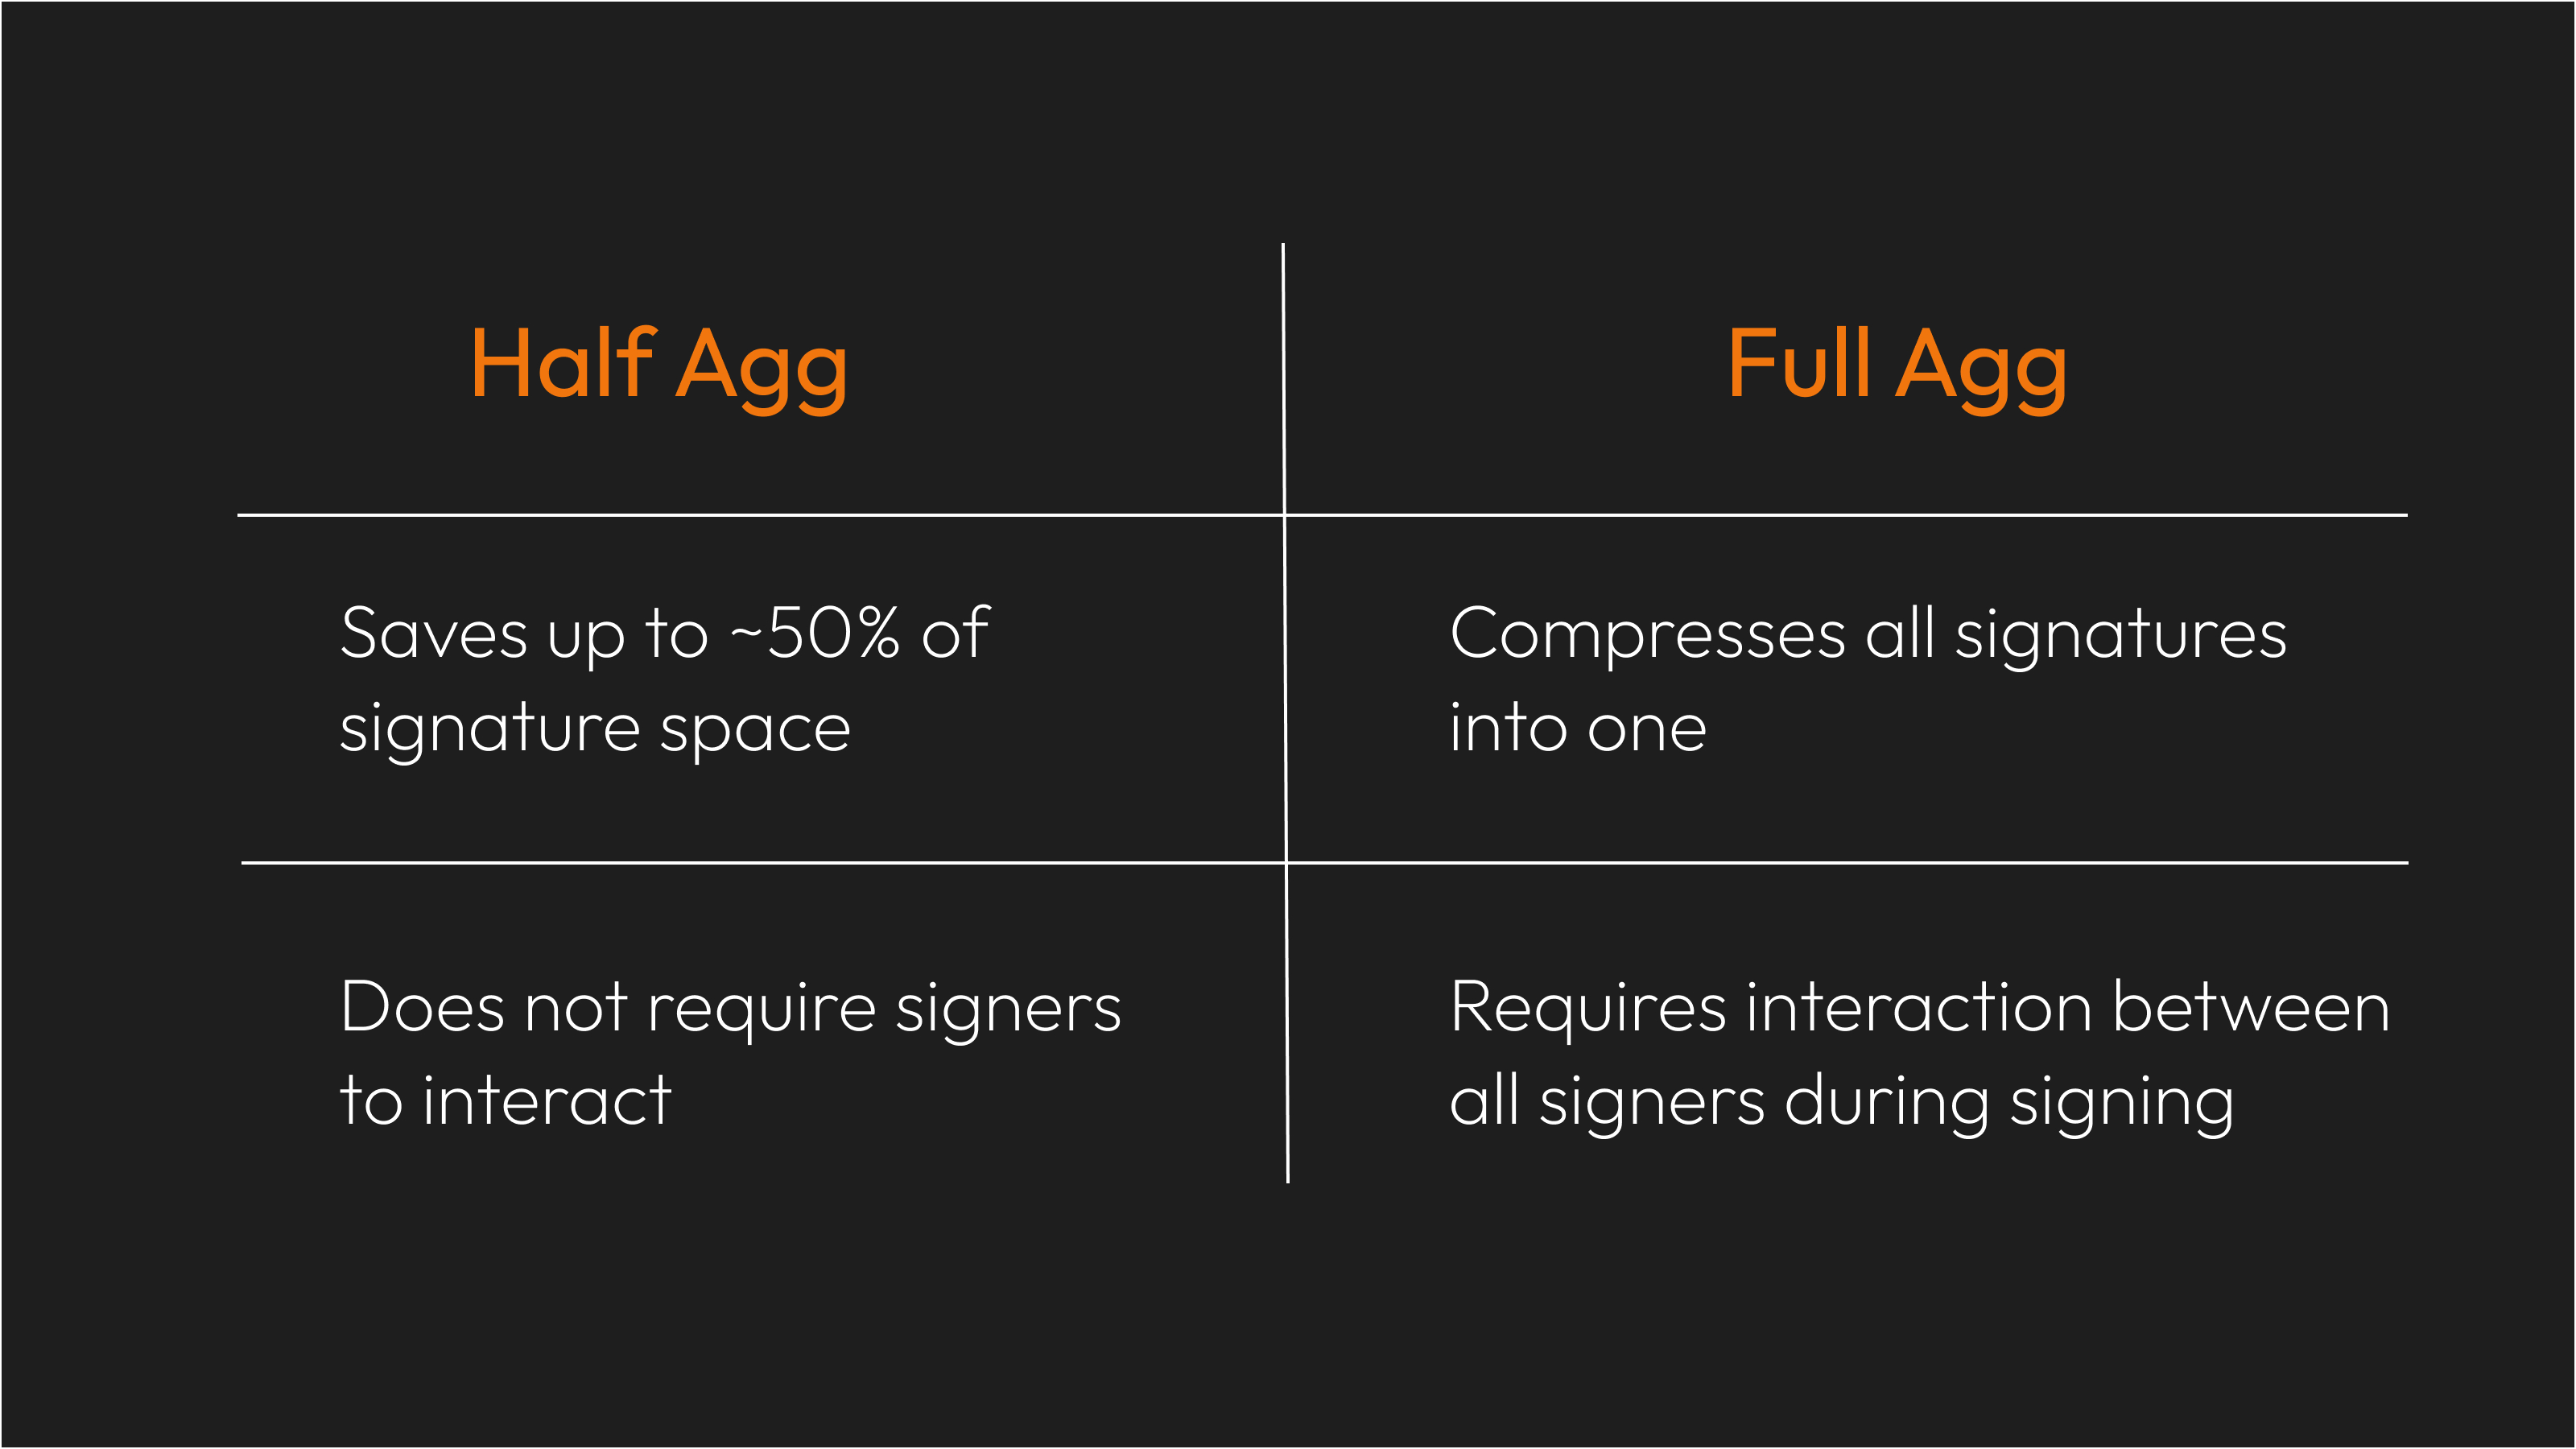 Half Agg
Full Agg
Saves up to ~50% of
signature space
Compresses all signatures
into one
Does not require signers
to interact
Requires interaction between
all signers during signing